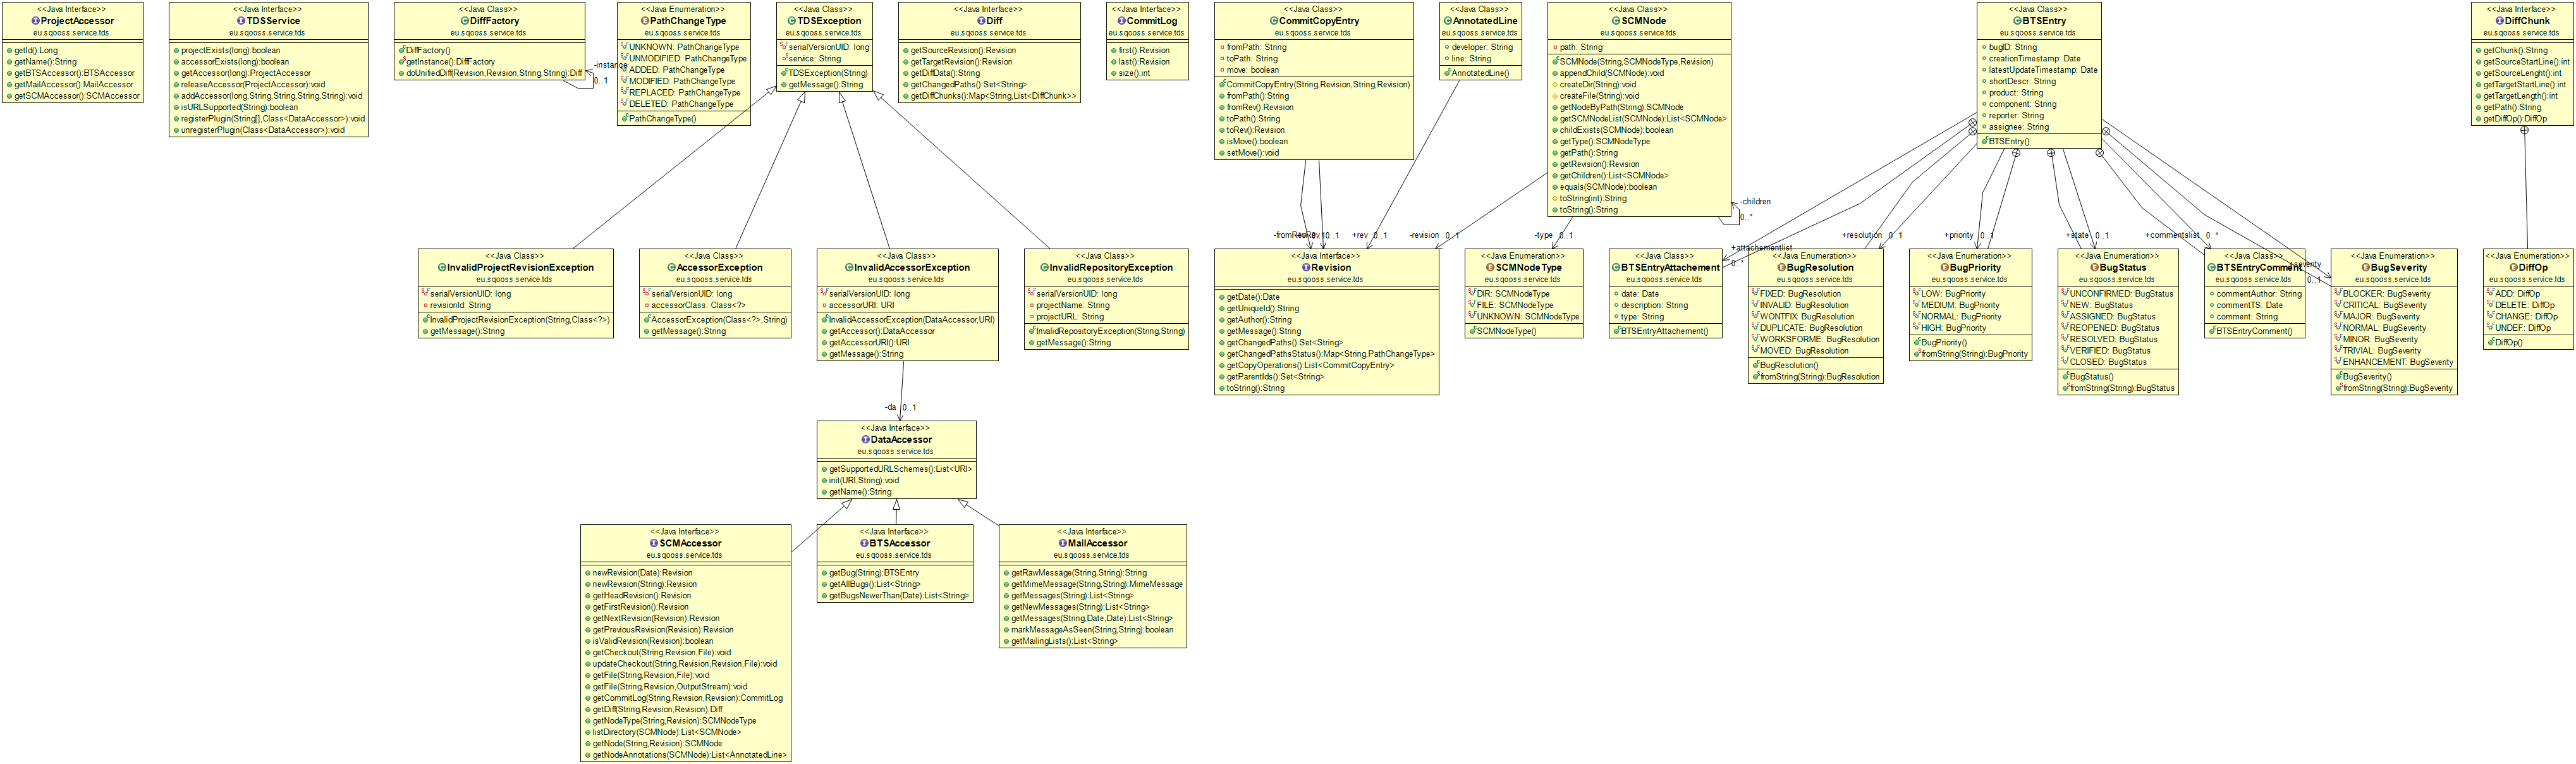 <<Java Interface>>
ProjectAccessor
eu.sqooss.service.tds
getId():Long
getName():String
getBTSAccessor():BTSAccessor
getMailAccessor():MailAccessor
getSCMAccessor():SCMAccessor
<<Java Interface>>
TDSService
eu.sqooss.service.tds
projectExists(long):boolean
accessorExists(long):boolean
getAccessor(long):ProjectAccessor
releaseAccessor(ProjectAccessor):void
addAccessor(long,String,String,String,String):void
isURLSupported(String):boolean
registerPlugin(String[],Class<DataAccessor>):void
unregisterPlugin(Class<DataAccessor>):void
<<Java Class>>
DiffFactory
eu.sqooss.service.tds
DiffFactory()
getInstance():DiffFactory
doUnifiedDiff(Revision,Revision,String,String):Diff
-instance
0..1
<<Java Enumeration>>
PathChangeType
eu.sqooss.service.tds
UNKNOWN: PathChangeType
UNMODIFIED: PathChangeType
ADDED: PathChangeType
MODIFIED: PathChangeType
REPLACED: PathChangeType
DELETED: PathChangeType
PathChangeType()
<<Java Class>>
TDSException
eu.sqooss.service.tds
serialVersionUID: long
service: String
TDSException(String)
getMessage():String
<<Java Interface>>
Diff
eu.sqooss.service.tds
getSourceRevision():Revision
getTargetRevision():Revision
getDiffData():String
getChangedPaths():Set<String>
getDiffChunks():Map<String,List<DiffChunk>>
<<Java Interface>>
CommitLog
eu.sqooss.service.tds
first():Revision
last():Revision
size():int
<<Java Class>>
CommitCopyEntry
eu.sqooss.service.tds
fromPath: String
toPath: String
move: boolean
CommitCopyEntry(String,Revision,String,Revision)
fromPath():String
fromRev():Revision
toPath():String
toRev():Revision
isMove():boolean
setMove():void
<<Java Class>>
AnnotatedLine
eu.sqooss.service.tds
developer: String
line: String
AnnotatedLine()
<<Java Class>>
SCMNode
eu.sqooss.service.tds
path: String
SCMNode(String,SCMNodeType,Revision)
appendChild(SCMNode):void
createDir(String):void
createFile(String):void
getNodeByPath(String):SCMNode
getSCMNodeList(SCMNode):List<SCMNode>
childExists(SCMNode):boolean
getType():SCMNodeType
getPath():String
getRevision():Revision
getChildren():List<SCMNode>
equals(SCMNode):boolean
toString(int):String
toString():String
-children
0..*
<<Java Class>>
BTSEntry
eu.sqooss.service.tds
bugID: String
creationTimestamp: Date
latestUpdateTimestamp: Date
shortDescr: String
product: String
component: String
reporter: String
assignee: String
BTSEntry()
<<Java Interface>>
DiffChunk
eu.sqooss.service.tds
getChunk():String
getSourceStartLine():int
getSourceLenght():int
getTargetStartLine():int
getTargetLength():int
getPath():String
getDiffOp():DiffOp
0..1
+rev 0..1
-revision 0..1
-type 0..1
+attachementlist
0..*
+resolution 0..1
+priority 0..1
+state 0..1
+commentslist 0..*
+severity
0..1
<<Java Class>>
InvalidProjectRevisionException
eu.sqooss.service.tds
serialVersionUID: long
revisionId: String
InvalidProjectRevisionException(String,Class<?>)
getMessage():String
<<Java Class>>
AccessorException
eu.sqooss.service.tds
serialVersionUID: long
accessorClass: Class<?>
AccessorException(Class<?>,String)
getMessage():String
<<Java Class>>
InvalidAccessorException
eu.sqooss.service.tds
serialVersionUID: long
accessorURI: URI
InvalidAccessorException(DataAccessor,URI)
getAccessor():DataAccessor
getAccessorURI():URI
getMessage():String
<<Java Class>>
InvalidRepositoryException
eu.sqooss.service.tds
serialVersionUID: long
projectName: String
projectURL: String
InvalidRepositoryException(String,String)
getMessage():String
<<Java Interface>>
Revision
eu.sqooss.service.tds
getDate():Date
getUniqueId():String
getAuthor():String
getMessage():String
getChangedPaths():Set<String>
getChangedPathsStatus():Map<String,PathChangeType>
getCopyOperations():List<CommitCopyEntry>
getParentIds():Set<String>
toString():String
<<Java Enumeration>>
SCMNodeType
eu.sqooss.service.tds
DIR: SCMNodeType
FILE: SCMNodeType
UNKNOWN: SCMNodeType
SCMNodeType()
<<Java Class>>
BTSEntryAttachement
eu.sqooss.service.tds
date: Date
description: String
type: String
BTSEntryAttachement()
<<Java Enumeration>>
BugResolution
eu.sqooss.service.tds
FIXED: BugResolution
INVALID: BugResolution
WONTFIX: BugResolution
DUPLICATE: BugResolution
WORKSFORME: BugResolution
MOVED: BugResolution
BugResolution()
fromString(String):BugResolution
<<Java Enumeration>>
BugPriority
eu.sqooss.service.tds
LOW: BugPriority
MEDIUM: BugPriority
NORMAL: BugPriority
HIGH: BugPriority
BugPriority()
fromString(String):BugPriority
<<Java Enumeration>>
BugStatus
eu.sqooss.service.tds
UNCONFIRMED: BugStatus
NEW: BugStatus
ASSIGNED: BugStatus
REOPENED: BugStatus
RESOLVED: BugStatus
VERIFIED: BugStatus
CLOSED: BugStatus
BugStatus()
fromString(String):BugStatus
<<Java Class>>
BTSEntryComment
eu.sqooss.service.tds
commentAuthor: String
commentTS: Date
comment: String
BTSEntryComment()
<<Java Enumeration>>
BugSeverity
eu.sqooss.service.tds
BLOCKER: BugSeverity
CRITICAL: BugSeverity
MAJOR: BugSeverity
NORMAL: BugSeverity
MINOR: BugSeverity
TRIVIAL: BugSeverity
ENHANCEMENT: BugSeverity
BugSeverity()
fromString(String):BugSeverity
<<Java Enumeration>>
DiffOp
eu.sqooss.service.tds
ADD: DiffOp
DELETE: DiffOp
CHANGE: DiffOp
UNDEF: DiffOp
DiffOp()
-da 0..1
<<Java Interface>>
DataAccessor
eu.sqooss.service.tds
getSupportedURLSchemes():List<URI>
init(URI,String):void
getName():String
<<Java Interface>>
SCMAccessor
eu.sqooss.service.tds
newRevision(Date):Revision
newRevision(String):Revision
getHeadRevision():Revision
getFirstRevision():Revision
getNextRevision(Revision):Revision
getPreviousRevision(Revision):Revision
isValidRevision(Revision):boolean
getCheckout(String,Revision,File):void
updateCheckout(String,Revision,Revision,File):void
getFile(String,Revision,File):void
getFile(String,Revision,OutputStream):void
getCommitLog(String,Revision,Revision):CommitLog
getDiff(String,Revision,Revision):Diff
getNodeType(String,Revision):SCMNodeType
listDirectory(SCMNode):List<SCMNode>
getNode(String,Revision):SCMNode
getNodeAnnotations(SCMNode):List<AnnotatedLine>
<<Java Interface>>
BTSAccessor
eu.sqooss.service.tds
getBug(String):BTSEntry
getAllBugs():List<String>
getBugsNewerThan(Date):List<String>
<<Java Interface>>
MailAccessor
eu.sqooss.service.tds
getRawMessage(String,String):String
getMimeMessage(String,String):MimeMessage
getMessages(String):List<String>
getNewMessages(String):List<String>
getMessages(String,Date,Date):List<String>
markMessageAsSeen(String,String):boolean
getMailingLists():List<String>